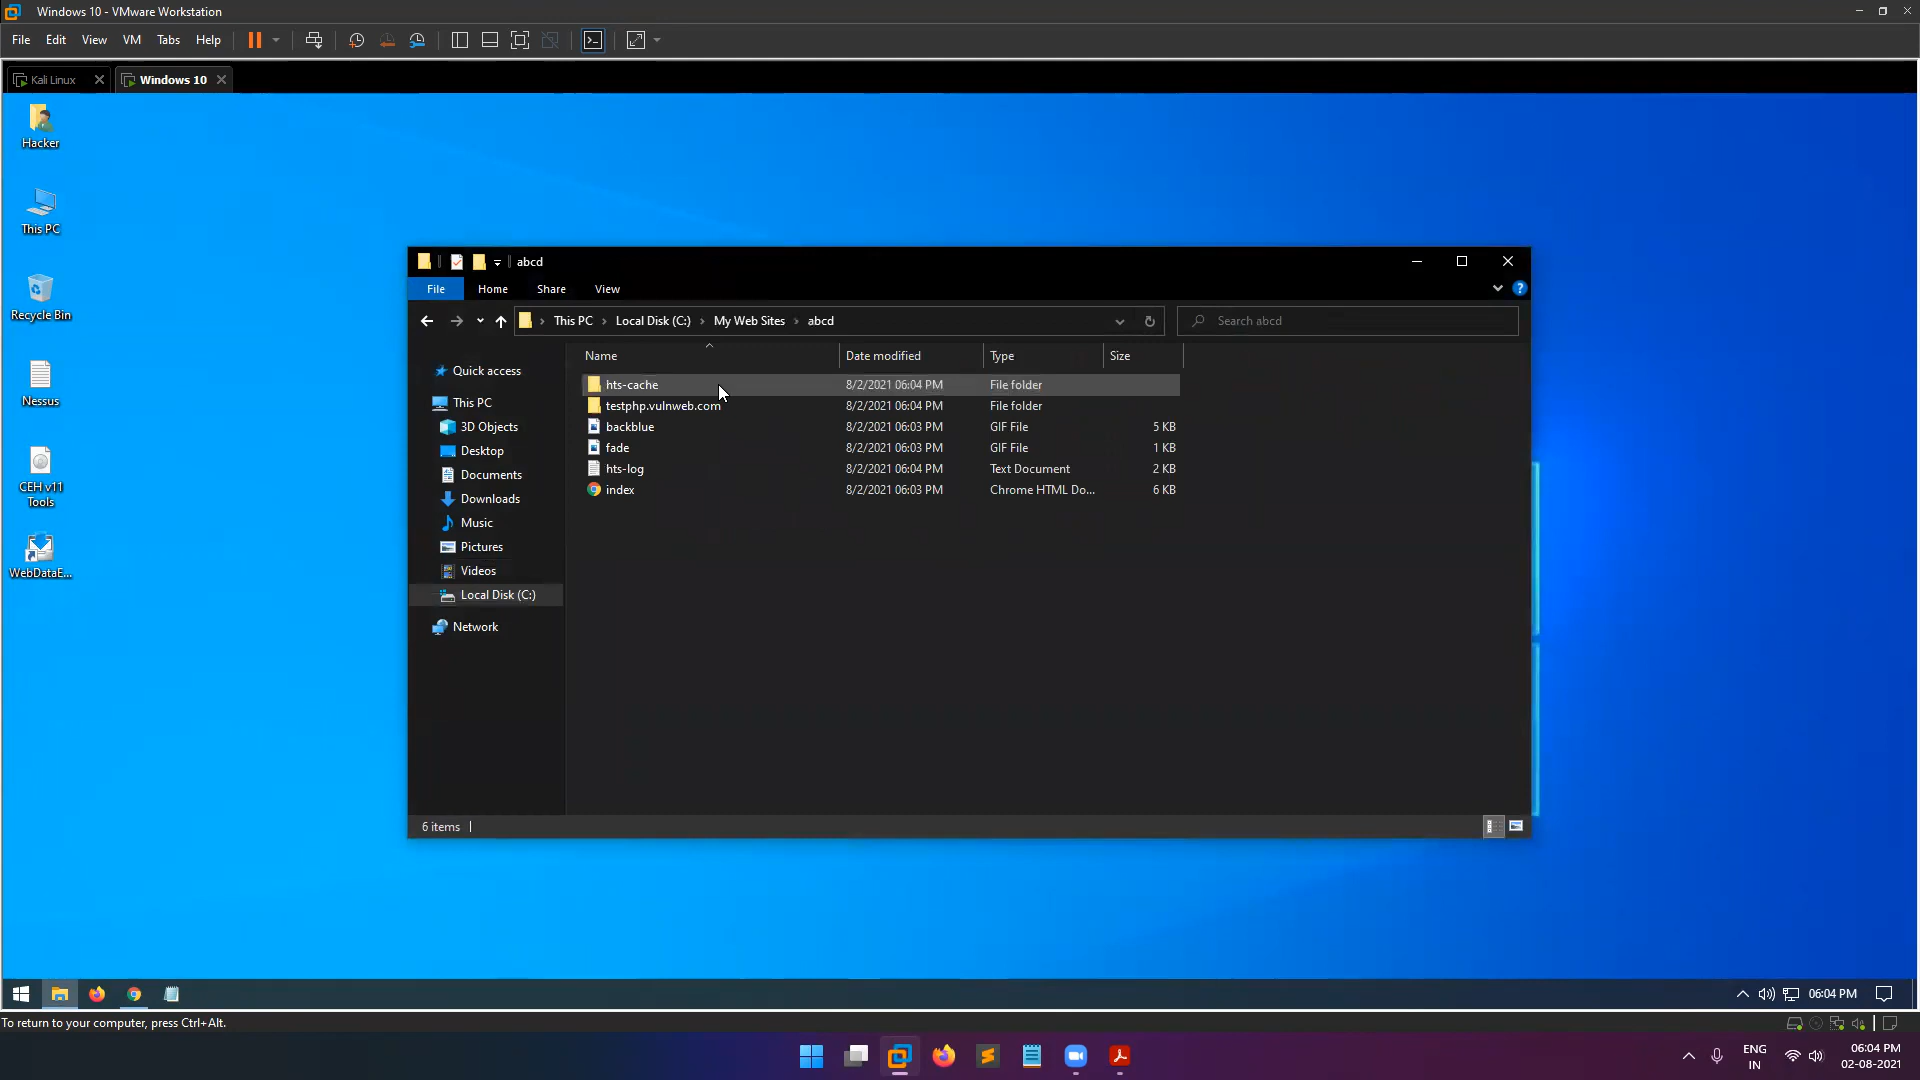 Windows 10 - VMware Workstation
File Edit View VM Tabs Help
Kali Linux
Windows 10
Hacker
This PC
Recycle Bin
Nessus
CEH v11
Tools
WebDataE...
abcd
File Home Share View
This PC Local Disk (C:) My Web Sites abcd
Search abcd
Quick access
This PC
3D Objects
Desktop
Documents
Downloads
Music
Pictures
Videos
Local Disk (C:)
Network
Name Date modified Type Size
hts-cache 8/2/2021 06:04 PM File folder
testphp.vulnweb.com 8/2/2021 06:04 PM File folder
backblue 8/2/2021 06:03 PM GIF File 5 KB
fade 8/2/2021 06:03 PM GIF File 1 KB
hts-log 8/2/2021 06:04 PM Text Document 2 KB
index 8/2/2021 06:03 PM Chrome HTML Do... 6 KB
6 items
06:04 PM
To return to your computer, press Ctrl+Alt.
ENG
IN
06:04 PM
02-08-2021